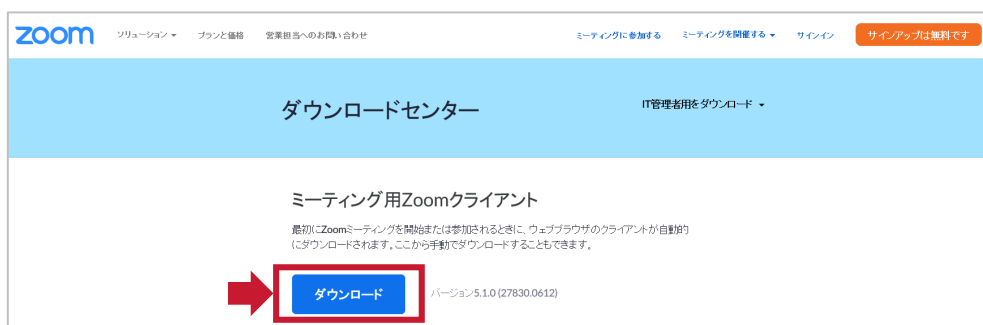 zoom ソリューション プランと価格 営業担当へのお問い合わせ ミーティングに参加する ミーティングを開催する サインイン サインアップは無料です
ダウンロードセンター IT管理者用をダウンロード
ミーティング用Zoomクライアント
最初にZoomミーティングを開始または参加されるときに、ウェブブラウザのクライアントが自動的
にダウンロードされます。ここから手動でダウンロードすることもできます。
ダウンロード バージョン5.1.0 (27830.0612)